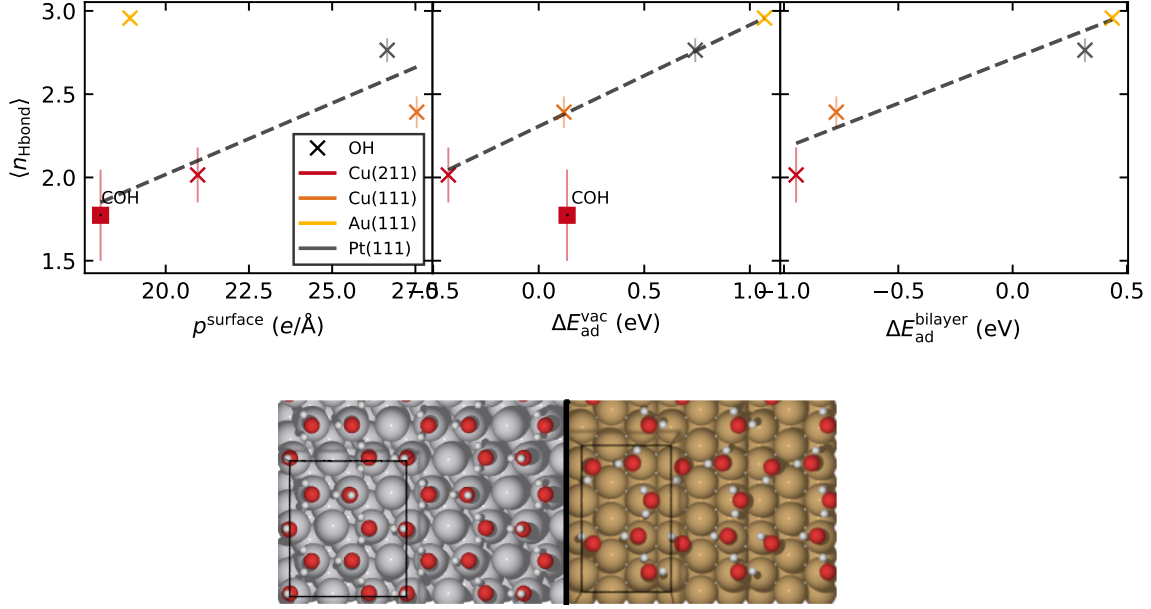 ⟨n_Hbond⟩
3.0
2.5
2.0
1.5
COH
OH
Cu(211)
Cu(111)
Au(111)
Pt(111)
20.0 22.5 25.0 27.5
p^surface (e/Å)
COH
−0.5 0.0 0.5 1.0
ΔE_ad^vac (eV)
−1.0 −0.5 0.0 0.5
ΔE_ad^bilayer (eV)